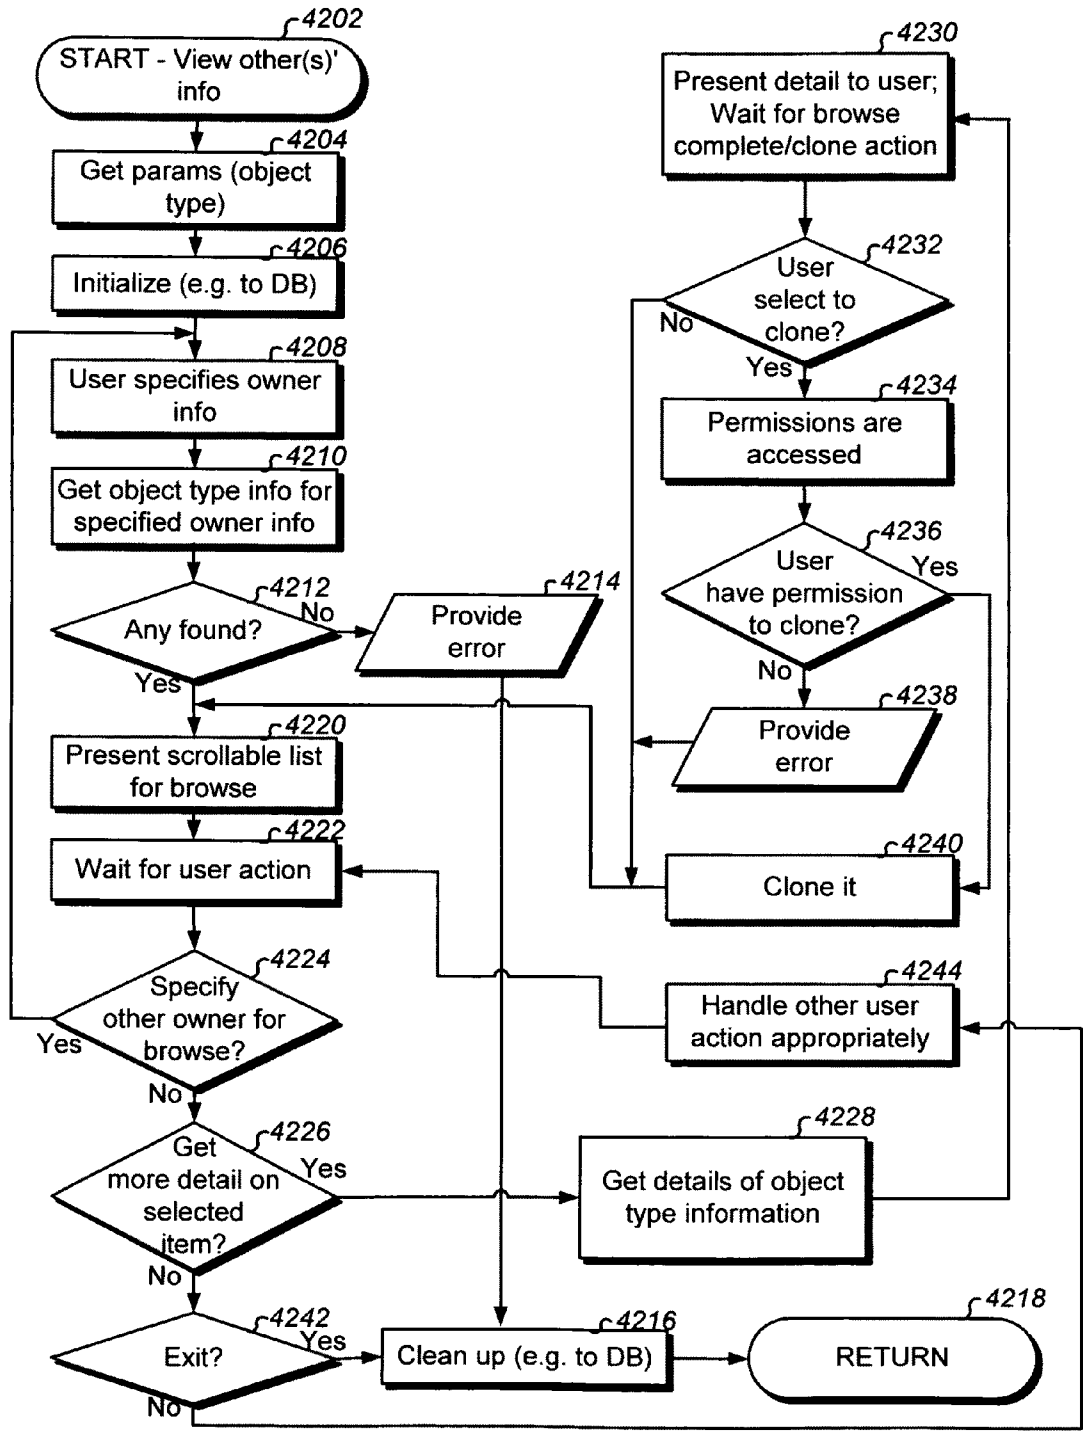 4202
START - View other(s)'
info
4204
Get params (object
type)
4206
Initialize (e.g. to DB)
4208
User specifies owner
info
4210
Get object type info for
specified owner info
4212
Any found?
No
Yes
4214
Provide
error
4220
Present scrollable list
for browse
4222
Wait for user action
4224
Specify
other owner for
browse?
Yes
No
4226
Get
more detail on
selected
item?
Yes
No
4228
Get details of object
type information
4242
Exit?
Yes
No
4216
Clean up (e.g. to DB)
4218
RETURN
4230
Present detail to user;
Wait for browse
complete/clone action
4232
User
select to
clone?
No
Yes
4234
Permissions are
accessed
4236
User
have permission
to clone?
Yes
No
4238
Provide
error
4240
Clone it
4244
Handle other user
action appropriately